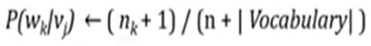 P(wk|vj) ← ( nk + 1) / (n + | Vocabulary| )